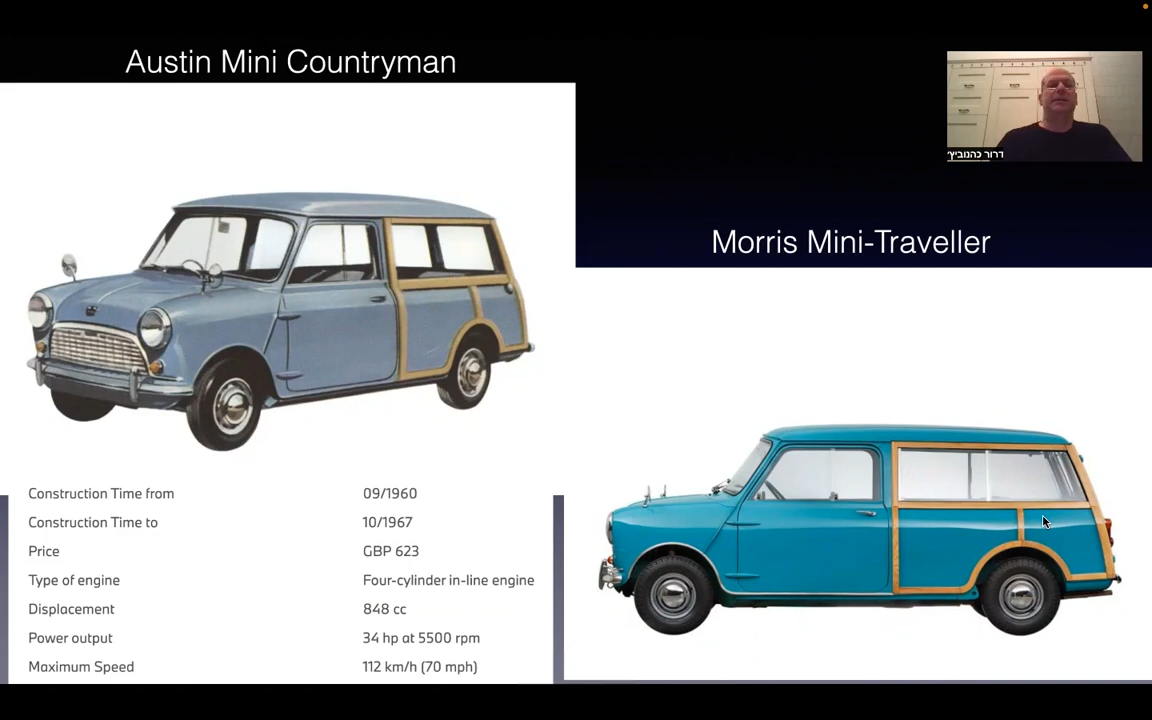 Austin Mini Countryman
דרור כהנוביץ'
Morris Mini-Traveller
Construction Time from 09/1960
Construction Time to 10/1967
Price GBP 623
Type of engine Four-cylinder in-line engine
Displacement 848 cc
Power output 34 hp at 5500 rpm
Maximum Speed 112 km/h (70 mph)